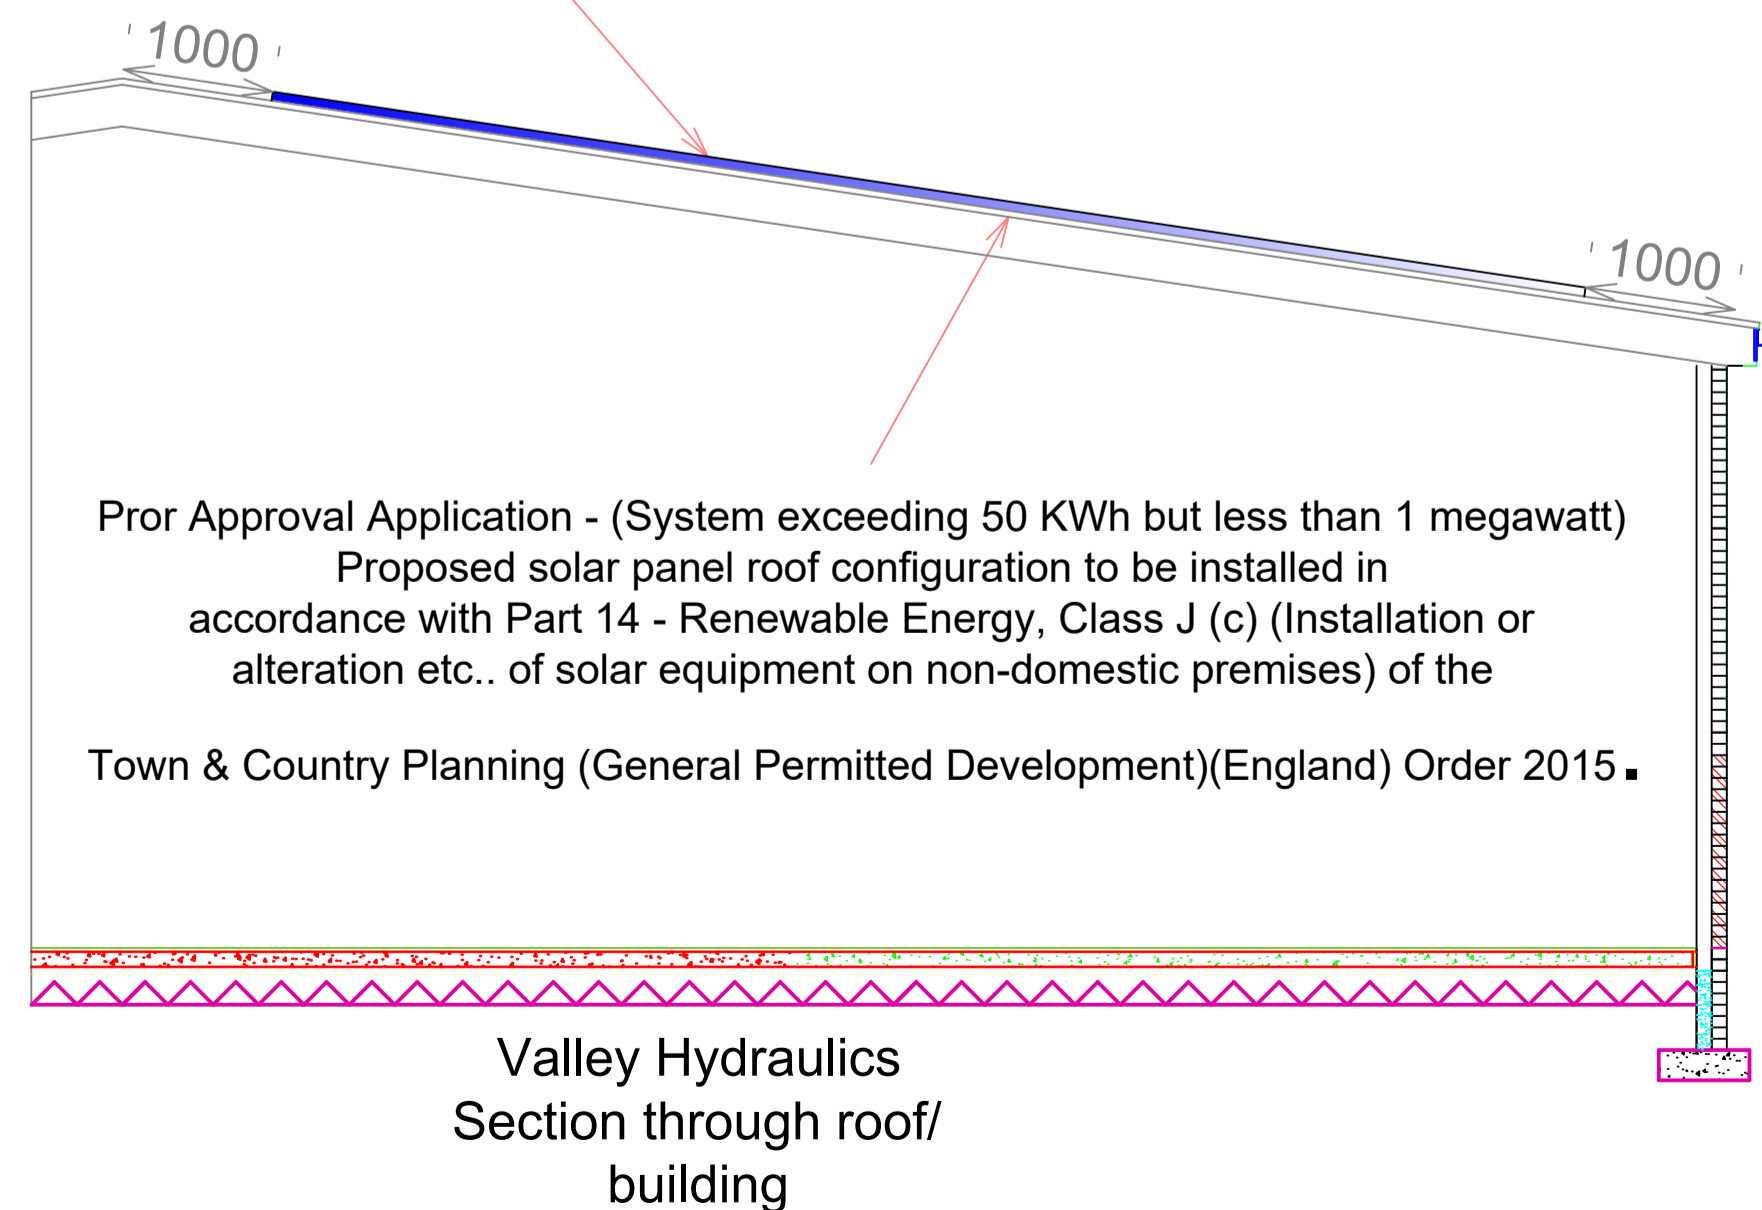 ' 1000 '
' 1000 '
Pror Approval Application - (System exceeding 50 KWh but less than 1 megawatt)
Proposed solar panel roof configuration to be installed in
accordance with Part 14 - Renewable Energy, Class J (c) (Installation or
alteration etc.. of solar equipment on non-domestic premises) of the
Town & Country Planning (General Permitted Development)(England) Order 2015.
Valley Hydraulics
Section through roof/
building